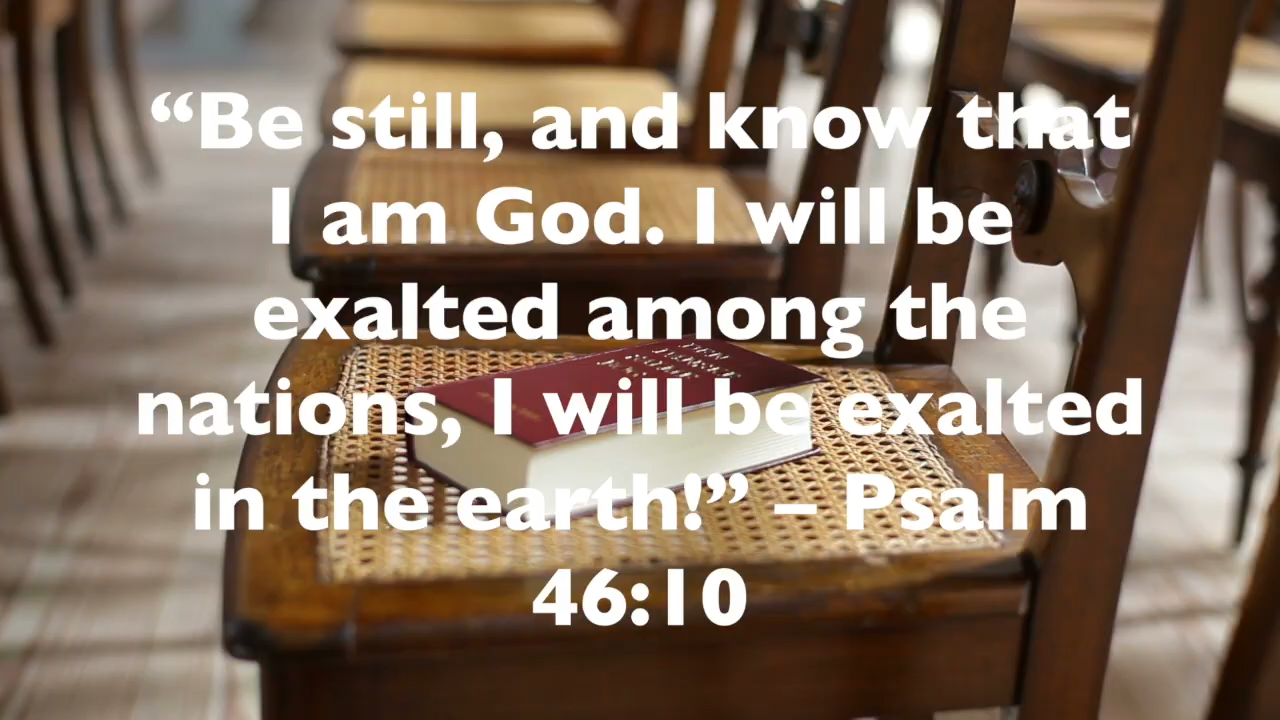 “Be still, and know that
I am God. I will be
exalted among the
nations, I will be exalted
in the earth!” – Psalm
46:10